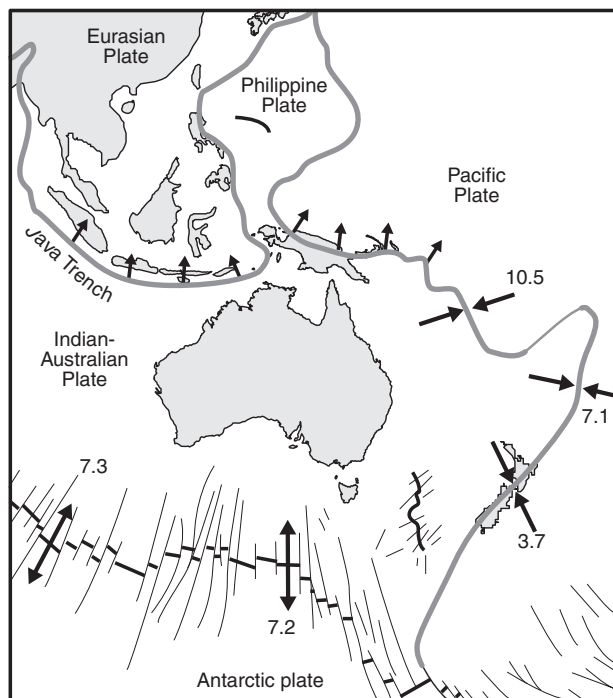 Eurasian
Plate
Philippine
Plate
Pacific
Plate
Java Trench
10.5
Indian-
Australian
Plate
7.1
7.3
3.7
7.2
Antarctic plate